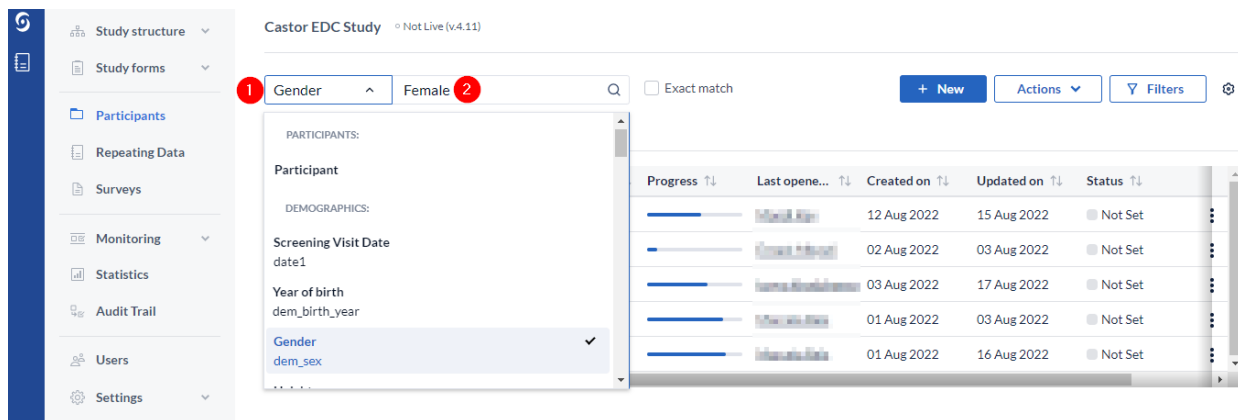 Castor EDC Study Not Live (v.4.11)
Study structure
Study forms
Participants
Repeating Data
Surveys
Monitoring
Statistics
Audit Trail
Users
Settings
1 Gender Female 2 Exact match + New Actions Filters
PARTICIPANTS:
Participant
DEMOGRAPHICS:
Screening Visit Date
date1
Year of birth
dem_birth_year
Gender
dem_sex
Progress Last opene... Created on Updated on Status
12 Aug 2022 15 Aug 2022 Not Set
02 Aug 2022 03 Aug 2022 Not Set
03 Aug 2022 17 Aug 2022 Not Set
01 Aug 2022 03 Aug 2022 Not Set
01 Aug 2022 16 Aug 2022 Not Set